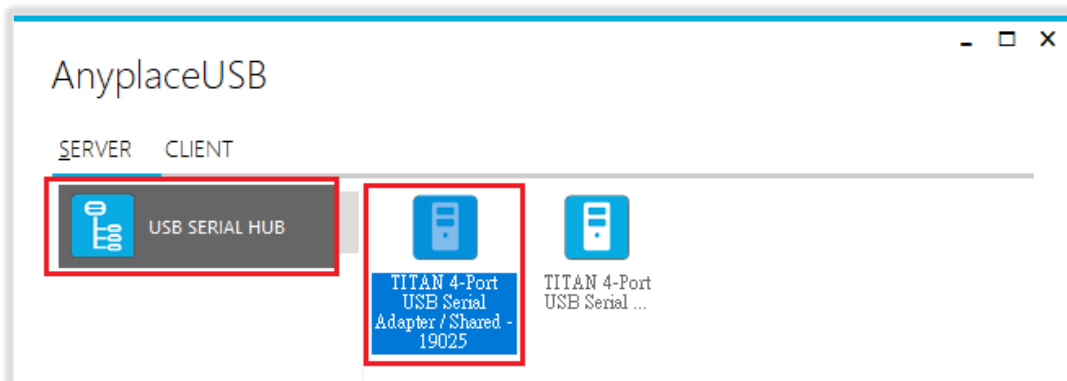 AnyplaceUSB
SERVER CLIENT
USB SERIAL HUB
TITAN 4-Port
USB Serial
Adapter / Shared -
19025
TITAN 4-Port
USB Serial ...